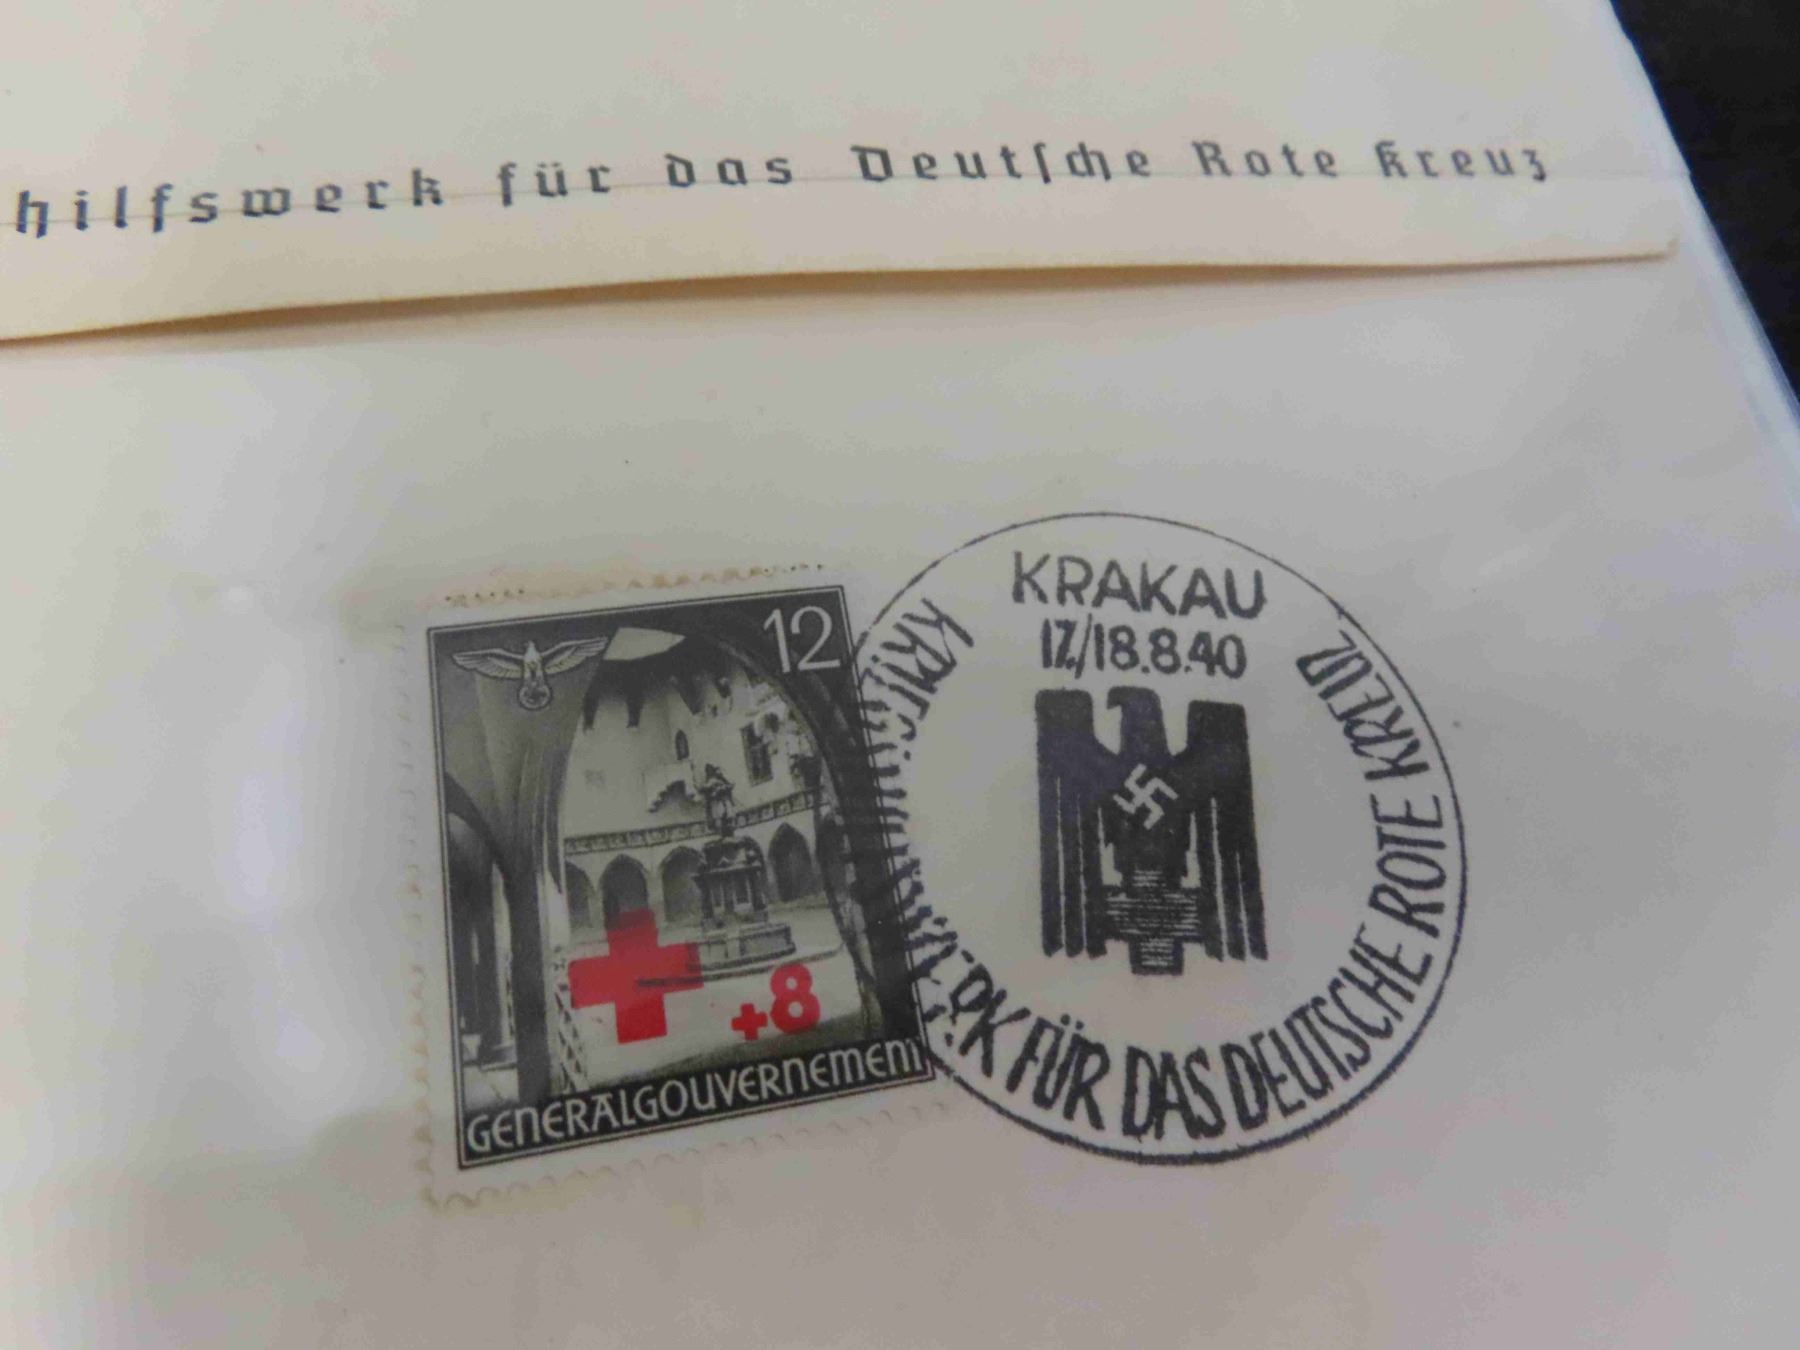 hilfswerk für das Deutsche Rote Kreuz
12
+8
GENERALGOUVERNEMENT
KRAKAU
17./18.8.40
KRIEGSHILFSWERK FÜR DAS DEUTSCHE ROTE KREUZ